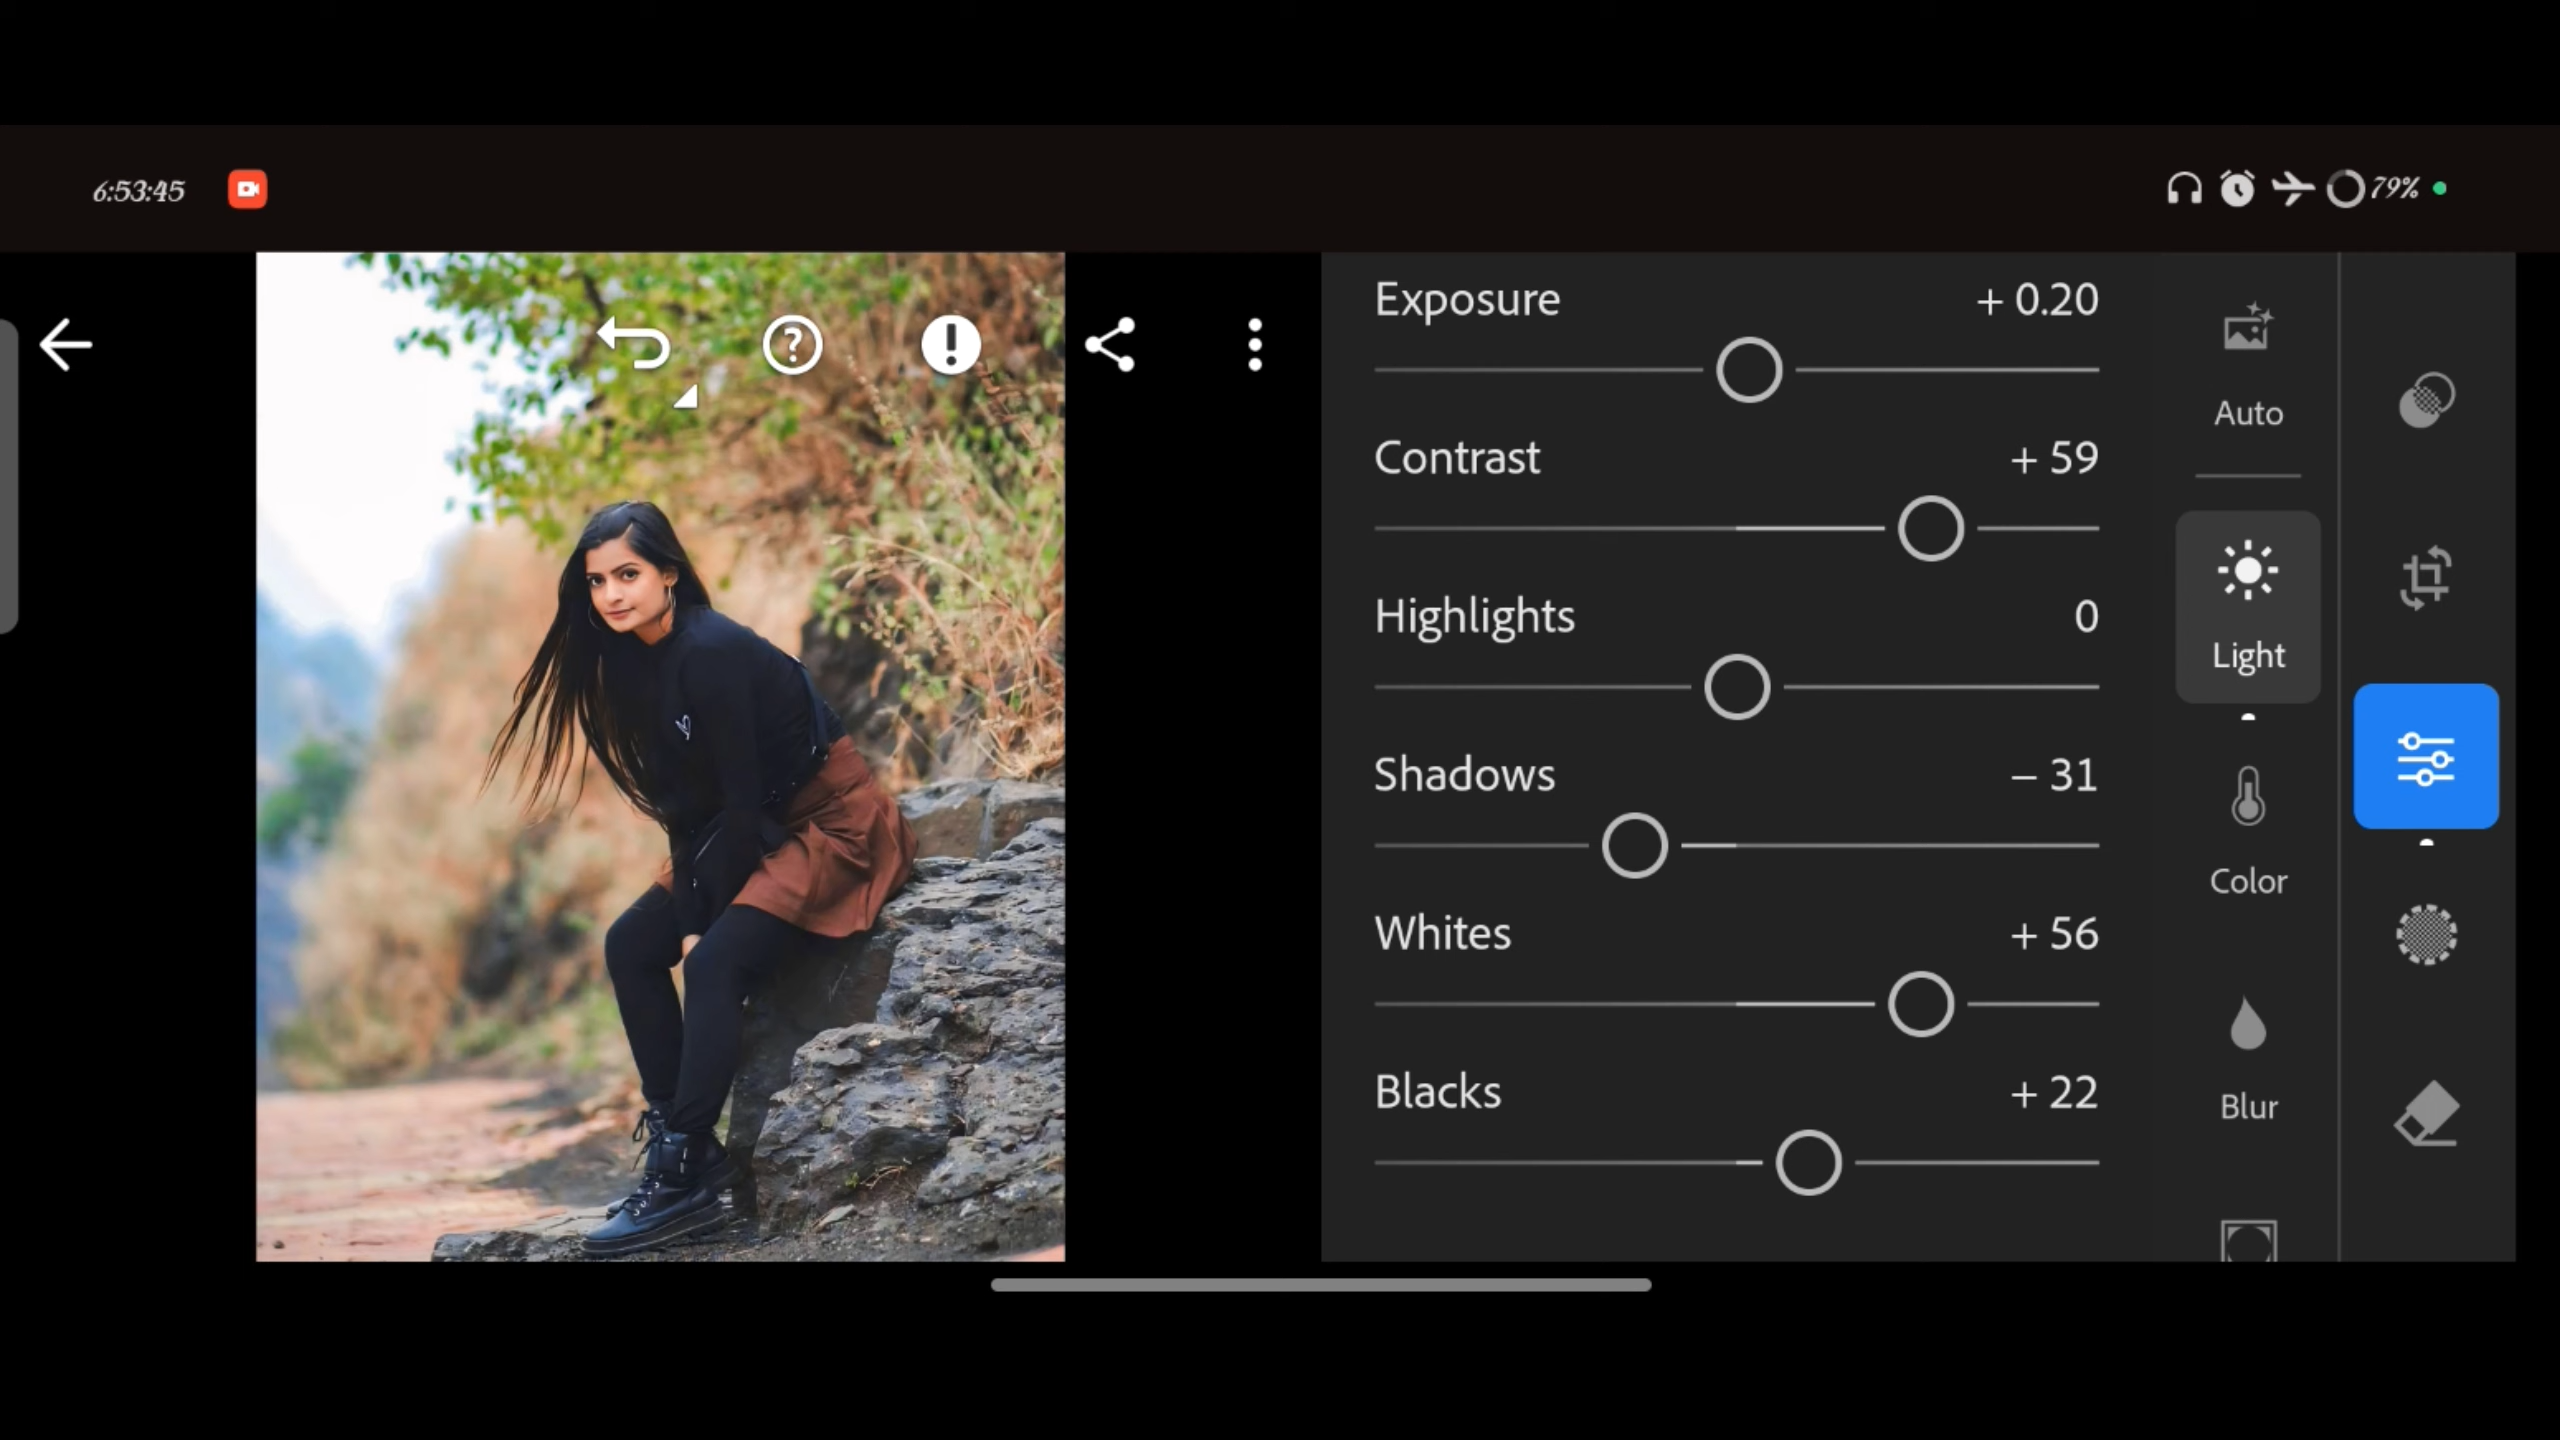 6:53:45
79%
Exposure + 0.20
Contrast + 59
Highlights 0
Shadows – 31
Whites + 56
Blacks + 22
Auto
Light
Color
Blur